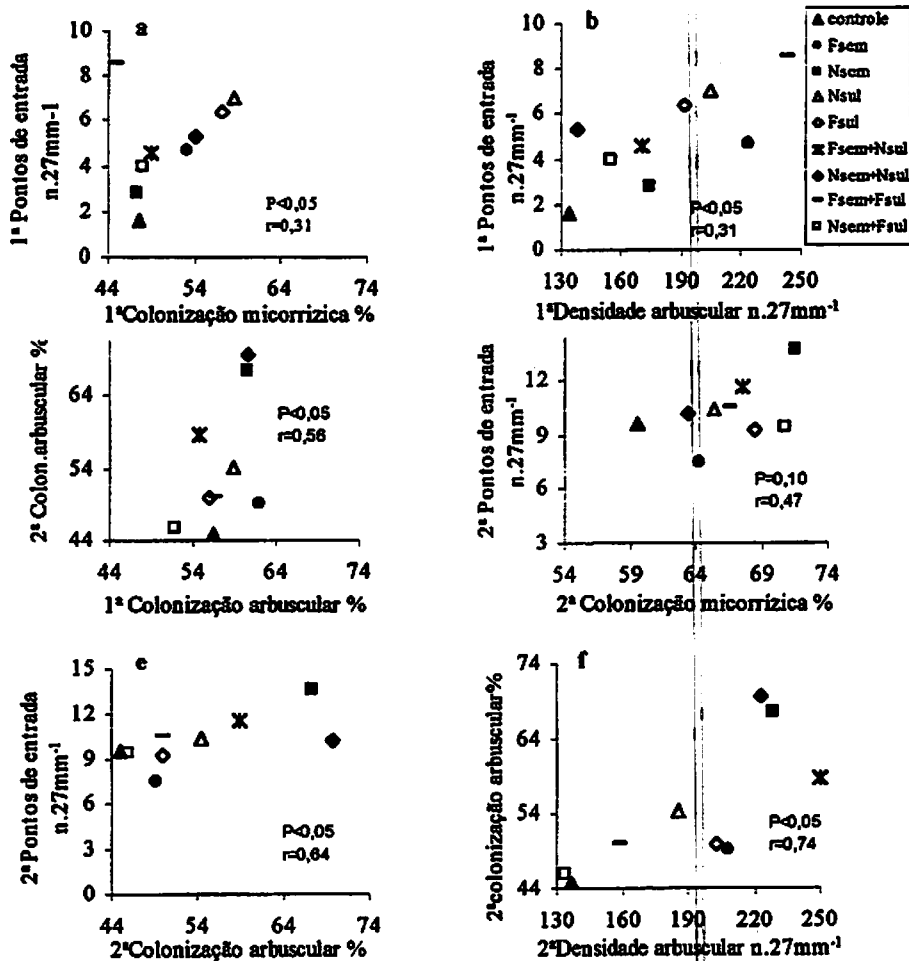 a
10
8
6
4
2
0
1ª Pontos de entrada
n.27mm-1
P<0,05
r=0,31
44 54 64 74
1ªColonização micorrizica %
b
10
8
6
4
2
0
1ª Pontos de entrada
n.27mm-1
P<0,05
r=0,31
130 160 190 220 250
1ªDensidade arbuscular n.27mm-1
controle
Fsem
Nsem
Nsul
Fsul
Fsem+Nsul
Nsem+Nsul
Fsem+Fsul
Nsem+Fsul
64
54
44
2ª Colon.arbuscular %
P<0,05
r=0,56
44 54 64 74
1ª Colonização arbuscular %
12
9
6
3
2ª Pontos de entrada
n.27mm-1
P=0,10
r=0,47
54 59 64 69 74
2ª Colonização micorrizica %
e
15
12
9
6
3
0
2ª Pontos de entrada
n.27mm-1
P<0,05
r=0,64
44 54 64 74
2ªColonização arbuscular %
f
74
64
54
44
2ªcolonização arbuscular%
P<0,05
r=0,74
130 160 190 220 250
2ªDensidade arbuscular n.27mm-1